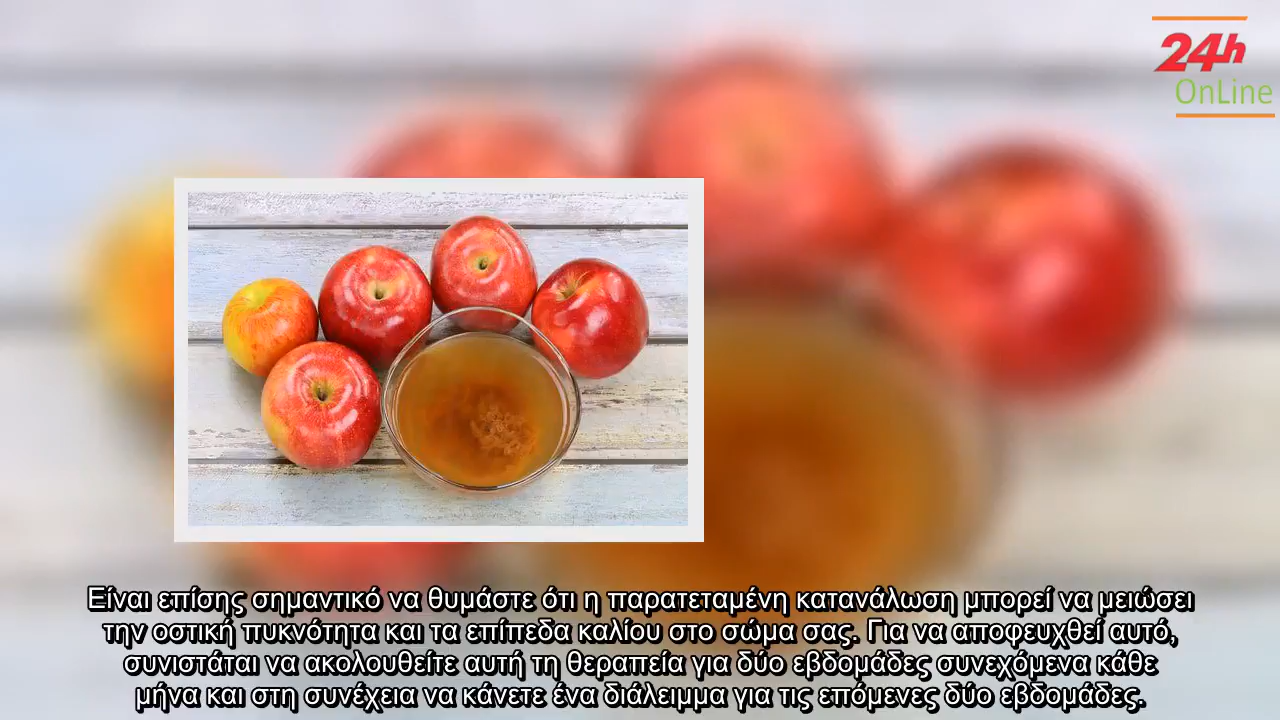 24h
OnLine
Είναι επίσης σημαντικό να θυμάστε ότι η παρατεταμένη κατανάλωση μπορεί να μειώσει
την οστική πυκνότητα και τα επίπεδα καλίου στο σώμα σας. Για να αποφευχθεί αυτό,
συνιστάται να ακολουθείτε αυτή τη θεραπεία για δύο εβδομάδες συνεχόμενα κάθε
μήνα και στη συνέχεια να κάνετε ένα διάλειμμα για τις επόμενες δύο εβδομάδες.